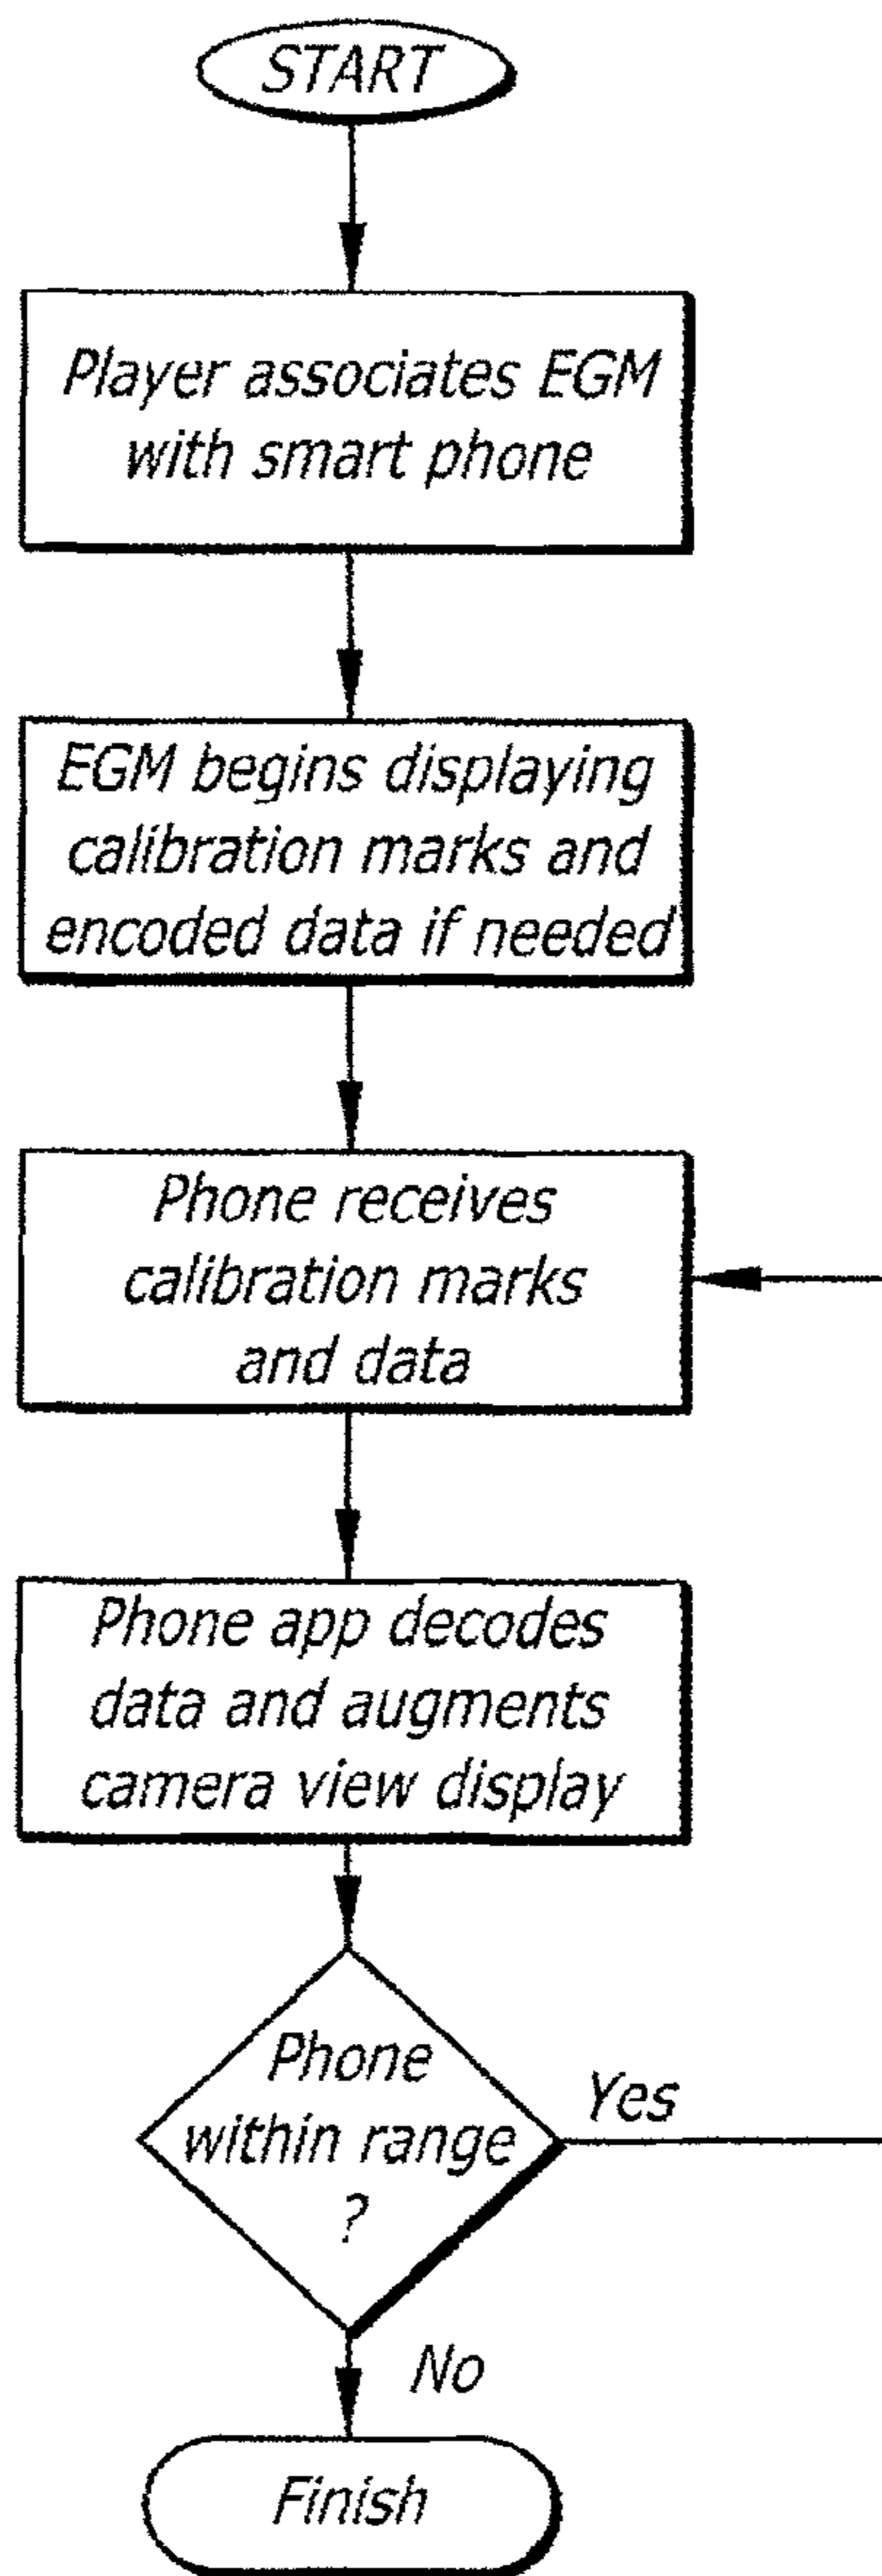 START
Player associates EGM
with smart phone
EGM begins displaying
calibration marks and
encoded data if needed
Phone receives
calibration marks
and data
Phone app decodes
data and augments
camera view display
Phone
within range
?
Yes
No
Finish